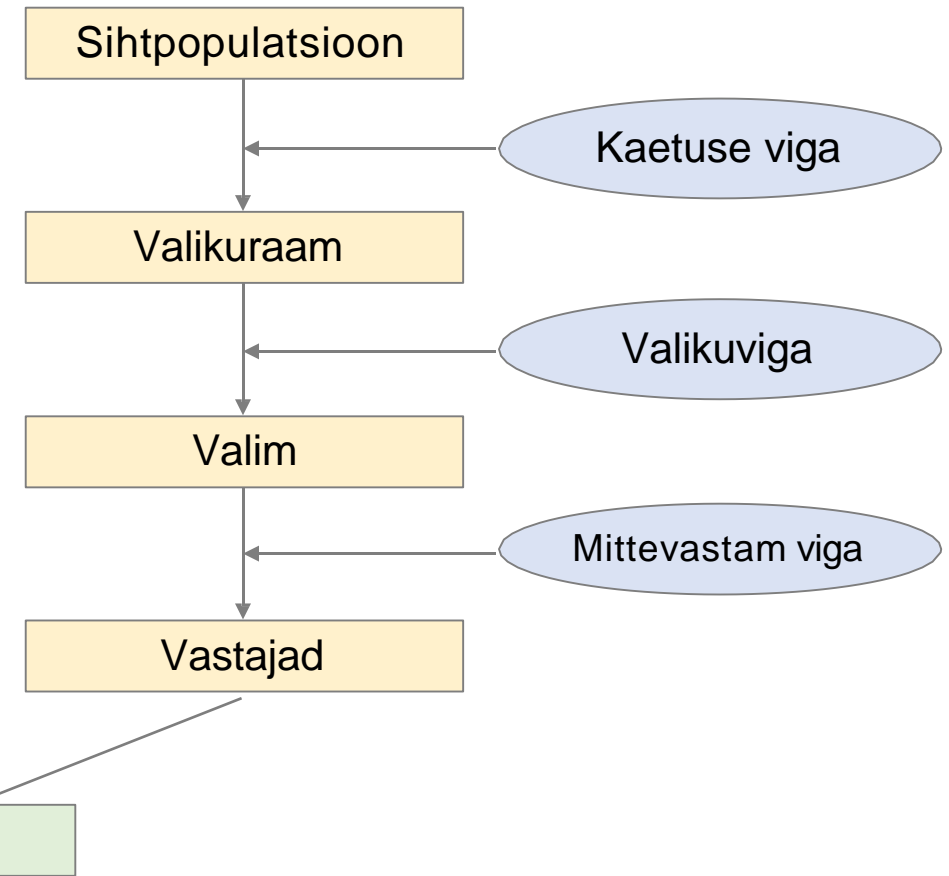 Sihtpopulatsioon
Kaetuse viga
Valikuraam
Valikuviga
Valim
Mittevastam viga
Vastajad